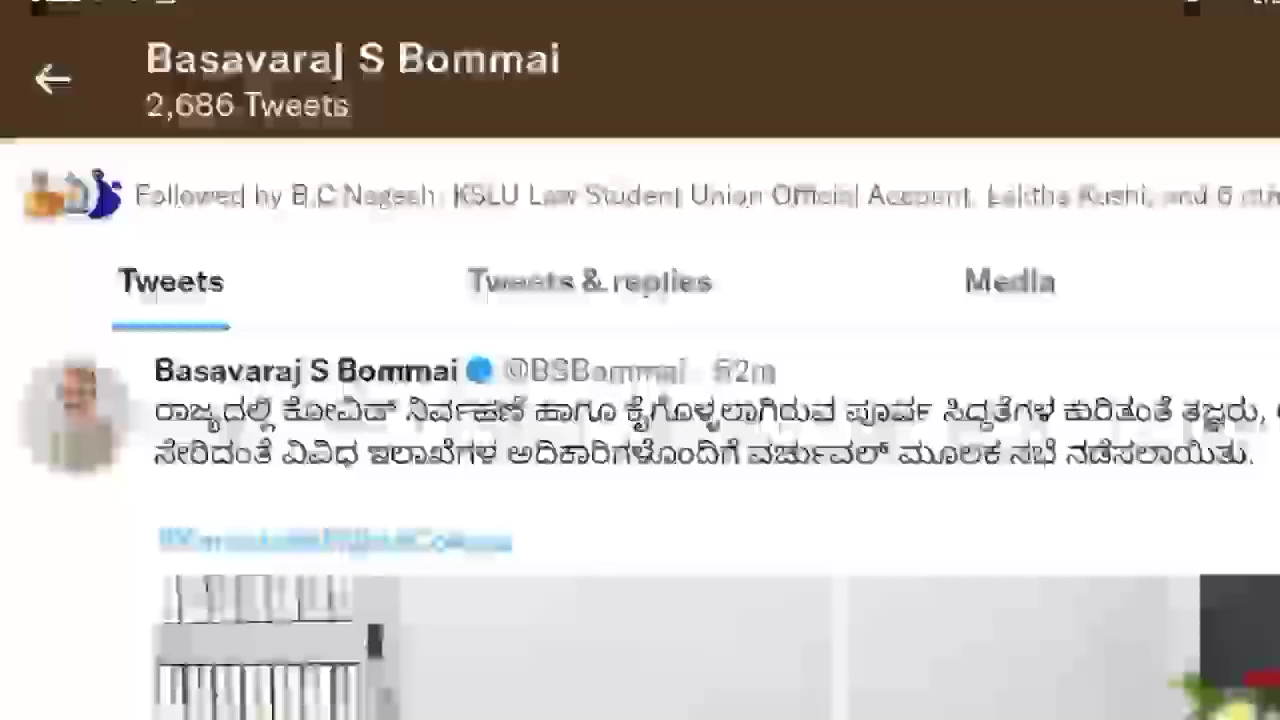 Basavaraj S Bommai
2,686 Tweets
Followed by B.C Nagesh, KSLU Law Student Union Official Account, Lalitha Kushi, and 6
Tweets
Tweets & replies
Media
Basavaraj S Bommai @BSBommai · 52m
ರಾಜ್ಯದಲ್ಲಿ ಕೋವಿಡ್ ನಿರ್ವಹಣೆ ಹಾಗೂ ಕೈಗೊಳ್ಳಲಾಗಿರುವ ಪೂರ್ವ ಸಿದ್ಧತೆಗಳ ಕುರಿತಂತೆ ತಜ್ಞರು,
ಸೇರಿದಂತೆ ವಿವಿಧ ಇಲಾಖೆಗಳ ಅಧಿಕಾರಿಗಳೊಂದಿಗೆ ವರ್ಚುವಲ್ ಮೂಲಕ ಸಭೆ ನಡೆಸಲಾಯಿತು.